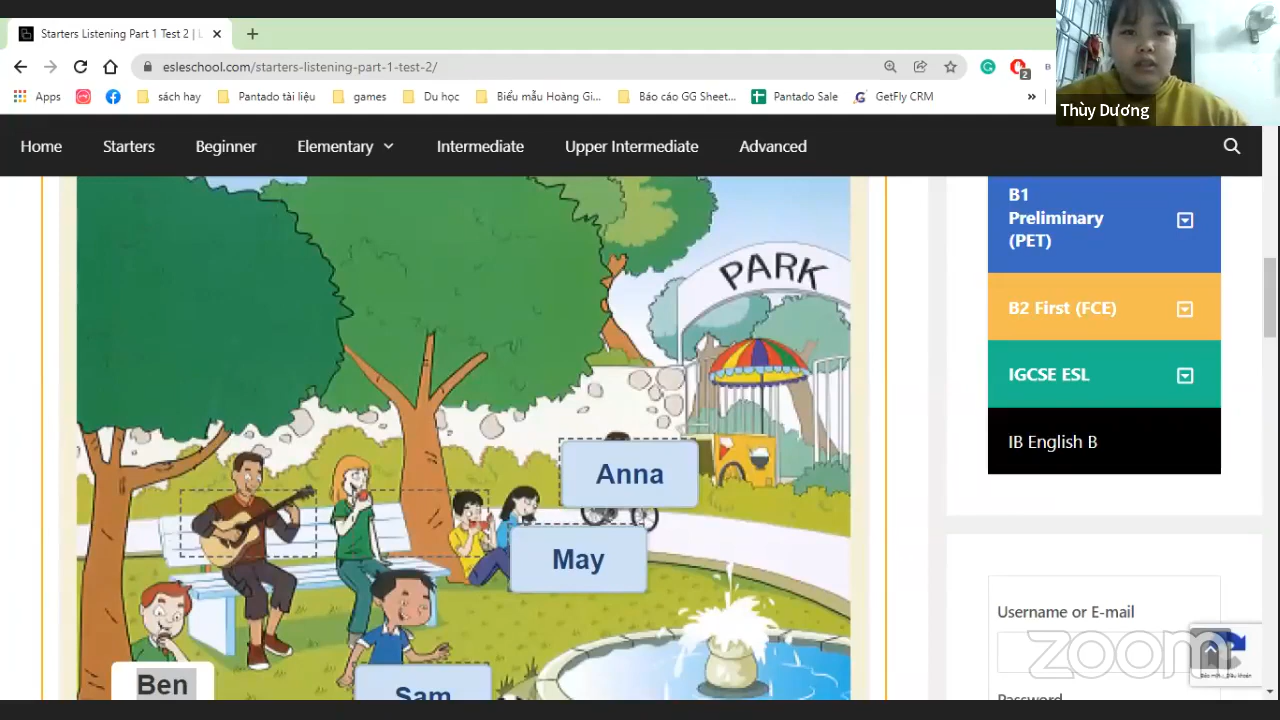 Starters Listening Part 1 Test 2 | L
esleschool.com/starters-listening-part-1-test-2/
Apps
sách hay
Pantado tài liệu
games
Du học
Biểu mẫu Hoàng Gi...
Báo cáo GG Sheet...
Pantado Sale
GetFly CRM
»
Thùy Dương
Home
Starters
Beginner
Elementary
Intermediate
Upper Intermediate
Advanced
PARK
Anna
May
Ben
Sam
B1
Preliminary
(PET)
B2 First (FCE)
IGCSE ESL
IB English B
Username or E-mail
Password
zoom